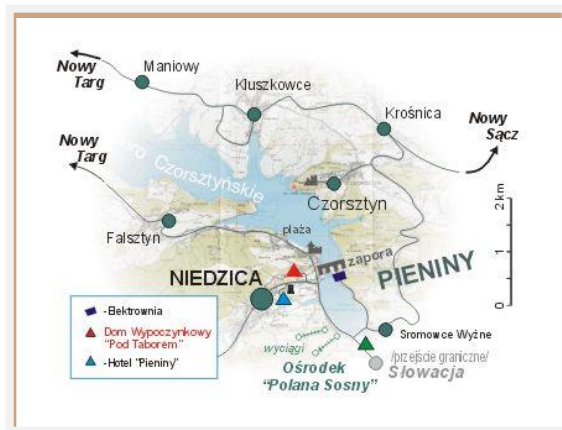 Maniowy
Nowy
Targ
Kluszkowce
Krośnica
Nowy
Sącz
Nowy
Targ
Czorsztyńskie
Czorsztyn
2km
1
0
Falsztyn
plaża
zapora
PIENINY
NIEDZICA
-Elektrownia
Dom Wypoczynkowy
"Pod Taborem"
-Hotel "Pieniny"
wyciągi
Ośrodek
"Polana Sosny"
Sromowce Wyżne
/przejście graniczne/
Słowacja